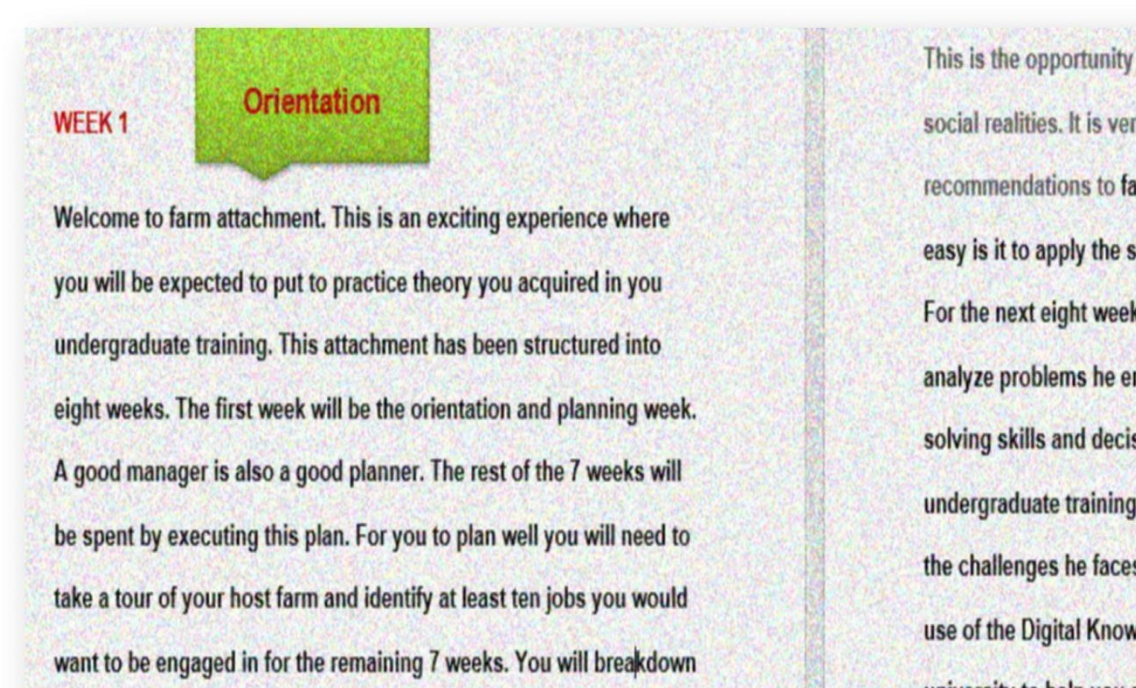 Orientation
WEEK 1
Welcome to farm attachment. This is an exciting experience where
you will be expected to put to practice theory you acquired in you
undergraduate training. This attachment has been structured into
eight weeks. The first week will be the orientation and planning week.
A good manager is also a good planner. The rest of the 7 weeks will
be spent by executing this plan. For you to plan well you will need to
take a tour of your host farm and identify at least ten jobs you would
want to be engaged in for the remaining 7 weeks. You will breakdown
This is the opportunity
social realities. It is
recommendations to
easy is it to apply the
For the next eight
analyze problems he
solving skills and
undergraduate training
the challenges he
use of the Digital